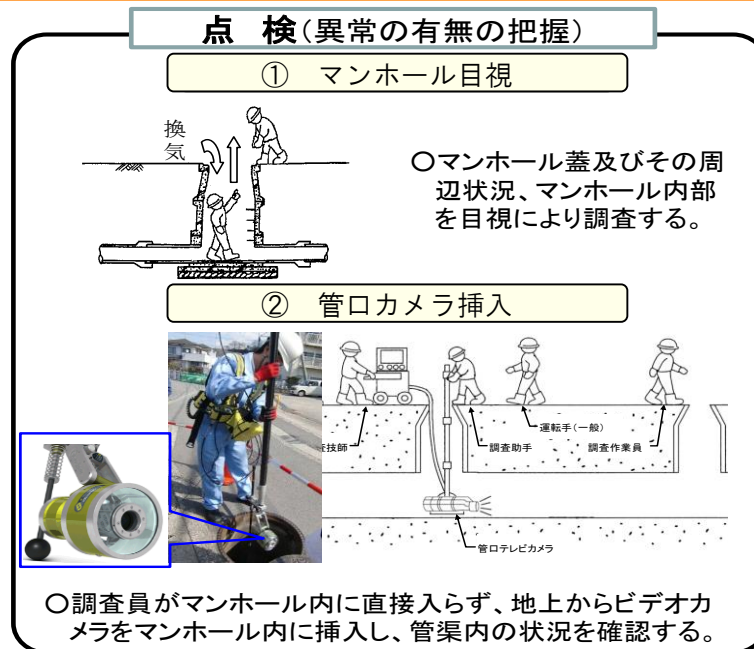 点 検(異常の有無の把握)
① マンホール目視
換
気
〇マンホール蓋及びその周
辺状況、マンホール内部
を目視により調査する。
② 管口カメラ挿入
運転手(一般)
査技師
調査助手
調査作業員
管口テレビカメラ
〇調査員がマンホール内に直接入らず、地上からビデオカ
メラをマンホール内に挿入し、管渠内の状況を確認する。